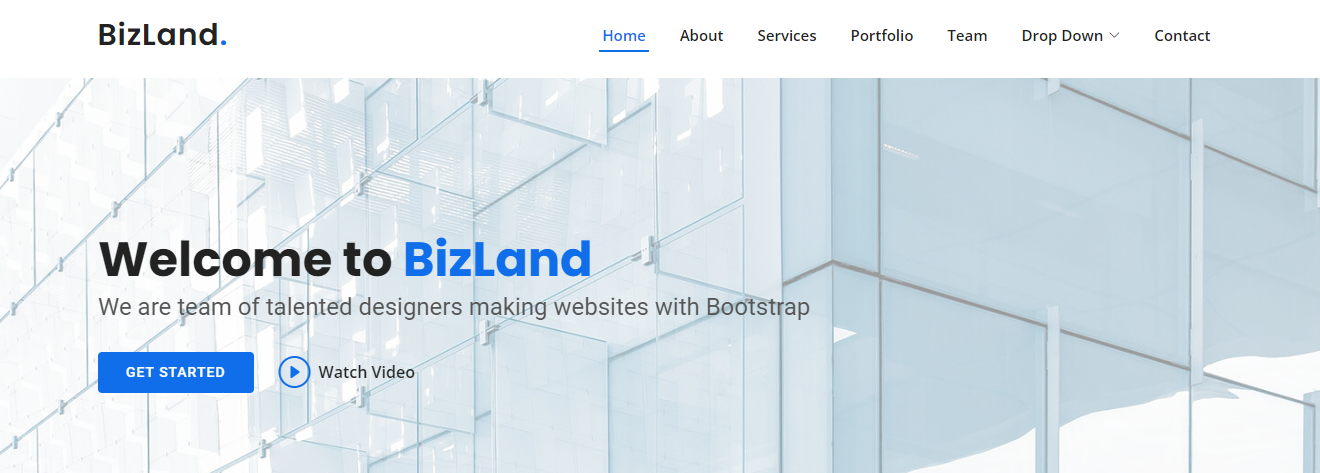 BizLand.
Home About Services Portfolio Team Drop Down Contact
Welcome to BizLand
We are team of talented designers making websites with Bootstrap
GET STARTED Watch Video